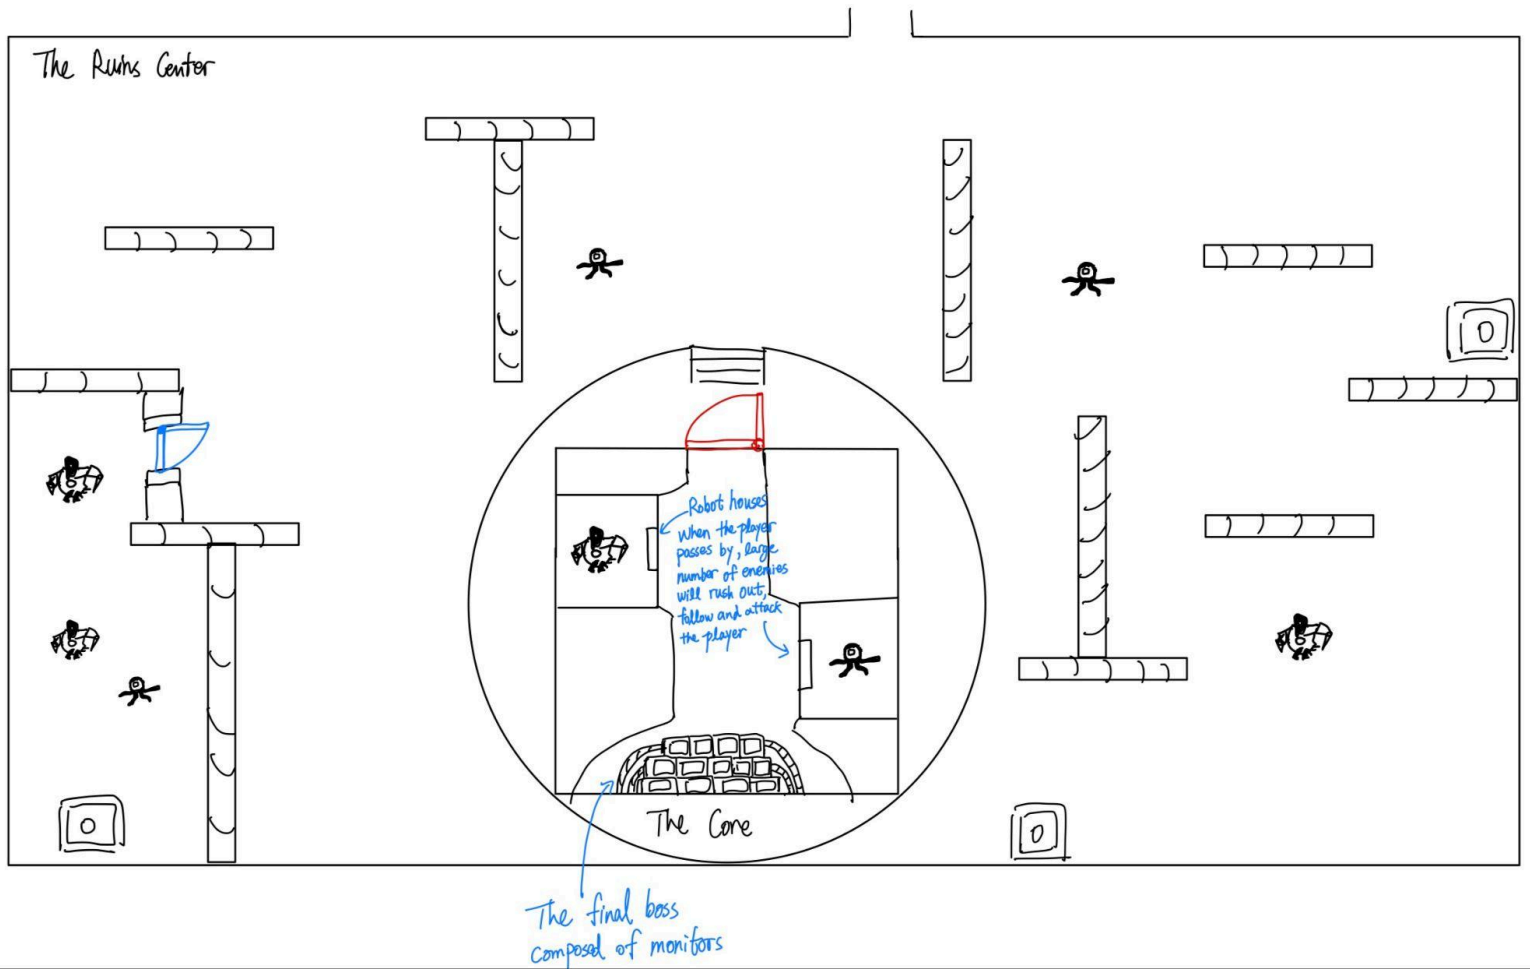 The Ruins Center
Robot houses
When the player
passes by, large
number of enemies
will rush out,
follow and attack
the player
The Core
The final boss
composed of monitors